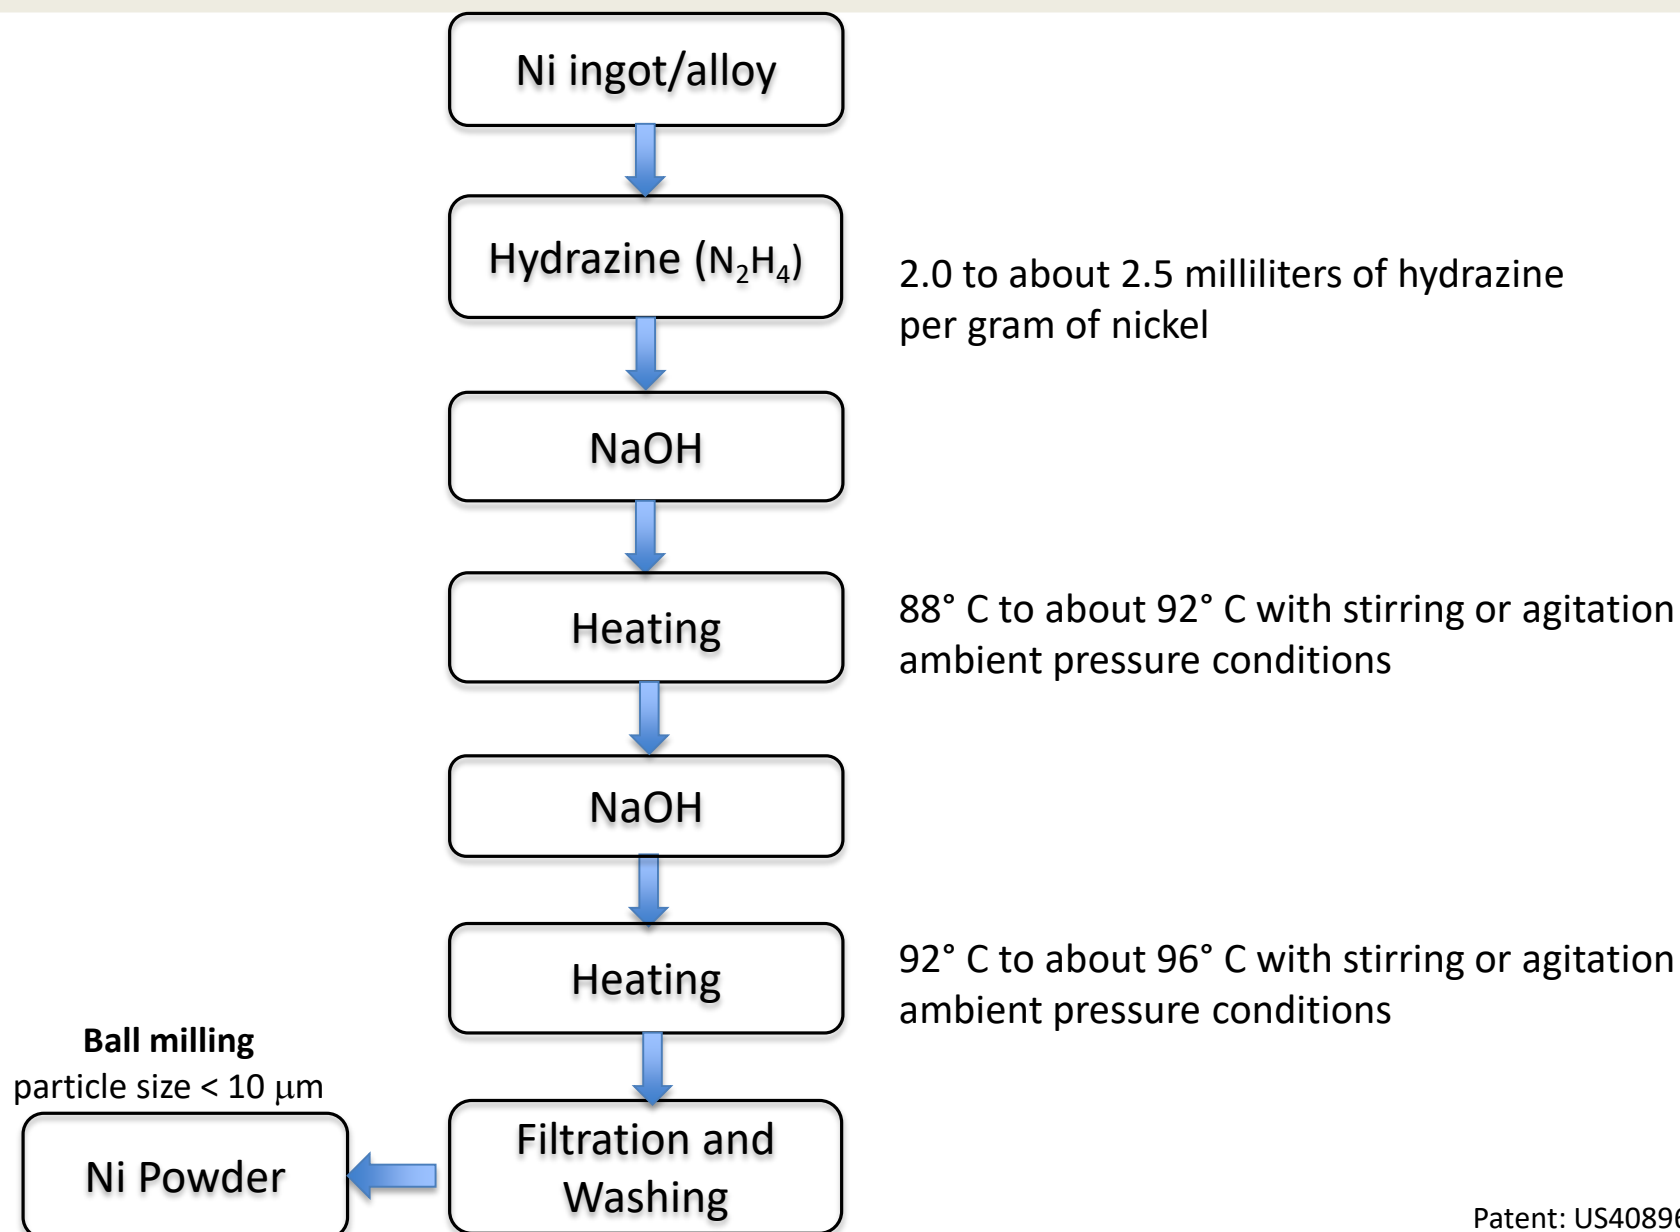 Ni ingot/alloy
Hydrazine (N₂H₄)
2.0 to about 2.5 milliliters of hydrazine
per gram of nickel
NaOH
Heating
88° C to about 92° C with stirring or agitation
ambient pressure conditions
NaOH
Heating
92° C to about 96° C with stirring or agitation
ambient pressure conditions
Filtration and
Washing
Ball milling
particle size < 10 μm
Ni Powder
Patent: US40896